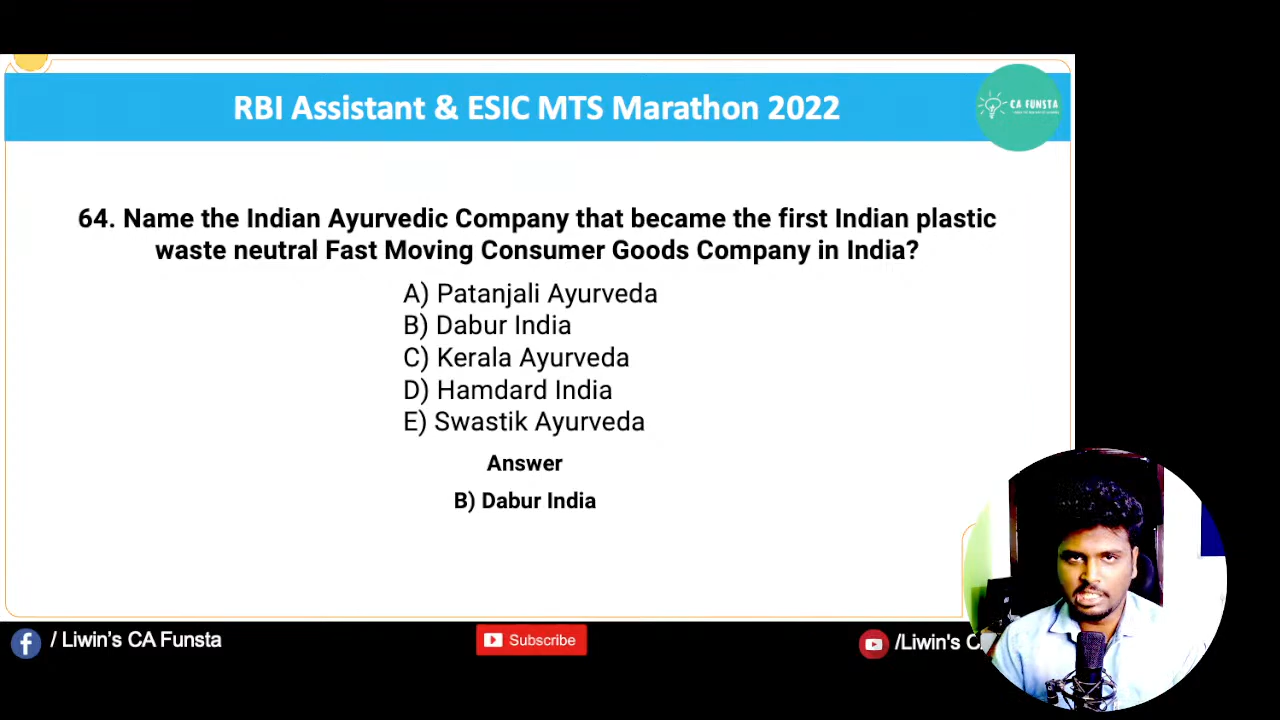 RBI Assistant & ESIC MTS Marathon 2022
CA FUNSTA
64. Name the Indian Ayurvedic Company that became the first Indian plastic
waste neutral Fast Moving Consumer Goods Company in India?
A) Patanjali Ayurveda
B) Dabur India
C) Kerala Ayurveda
D) Hamdard India
E) Swastik Ayurveda
Answer
B) Dabur India
/ Liwin's CA Funsta
Subscribe
/Liwin's